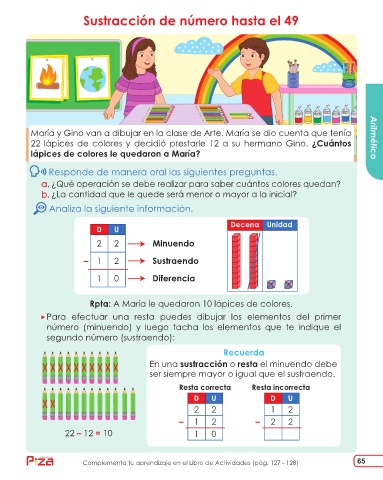 Sustracción de número hasta el 49
Aritmética
María y Gino van a dibujar en la clase de Arte. María se dio cuenta que tenía
22 lápices de colores y decidió prestarle 12 a su hermano Gino. ¿Cuántos
lápices de colores le quedaron a María?
Responde de manera oral las siguientes preguntas.
a. ¿Qué operación se debe realizar para saber cuántos colores quedan?
b. ¿La cantidad que le quede será menor o mayor a la inicial?
Analiza la siguiente información.
D U
2 2 Minuendo
- 1 2 Sustraendo
1 0 Diferencia
Decena Unidad
Rpta: A María le quedaron 10 lápices de colores.
Para efectuar una resta puedes dibujar los elementos del primer
número (minuendo) y luego tacha los elementos que te indique el
segundo número (sustraendo):
22 – 12 = 10
Recuerda
En una sustracción o resta el minuendo debe
ser siempre mayor o igual que el sustraendo.
Resta correcta
D U
2 2
- 1 2
1 0
Resta incorrecta
D U
1 2
- 2 2
Complementa tu aprendizaje en el Libro de Actividades (pág. 127 - 128)
65